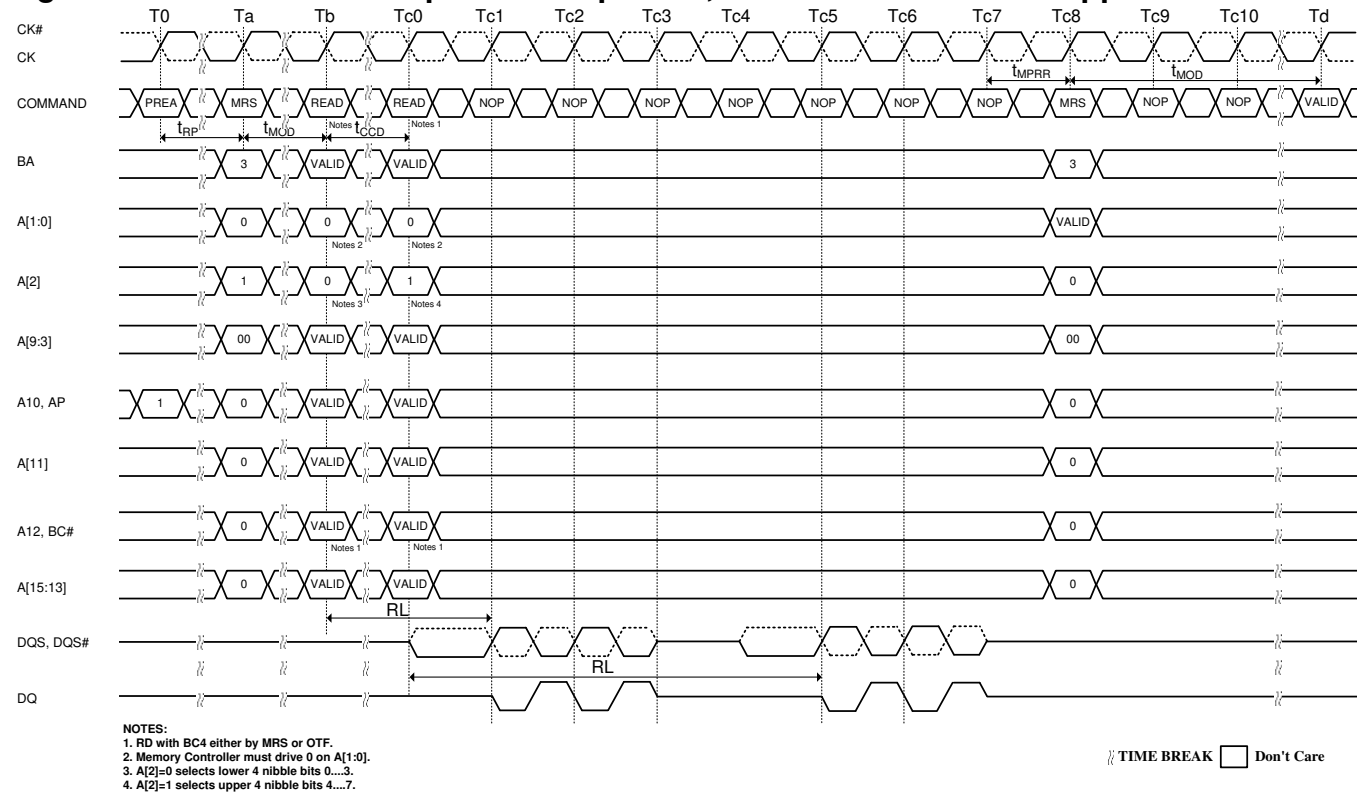 T0 Ta Tb Tc0 Tc1 Tc2 Tc3 Tc4 Tc5 Tc6 Tc7 Tc8 Tc9 Tc10 Td
CK#
CK
tMPRR tMOD
COMMAND PREA MRS READ READ NOP NOP NOP NOP NOP NOP NOP MRS NOP NOP VALID
Notes Notes 1
tRP tMOD tCCD
BA 3 VALID VALID 3
A[1:0] 0 0 0 VALID
Notes 2 Notes 2
A[2] 1 0 1 0
Notes 3 Notes 4
A[9:3] 00 VALID VALID 00
A10, AP 1 0 VALID VALID 0
A[11] 0 VALID VALID 0
A12, BC# 0 VALID VALID 0
Notes 1 Notes 1
A[15:13] 0 VALID VALID 0
RL
DQS, DQS#
RL
DQ
NOTES:
1. RD with BC4 either by MRS or OTF.
2. Memory Controller must drive 0 on A[1:0].
3. A[2]=0 selects lower 4 nibble bits 0....3.
4. A[2]=1 selects upper 4 nibble bits 4....7.
TIME BREAK Don't Care